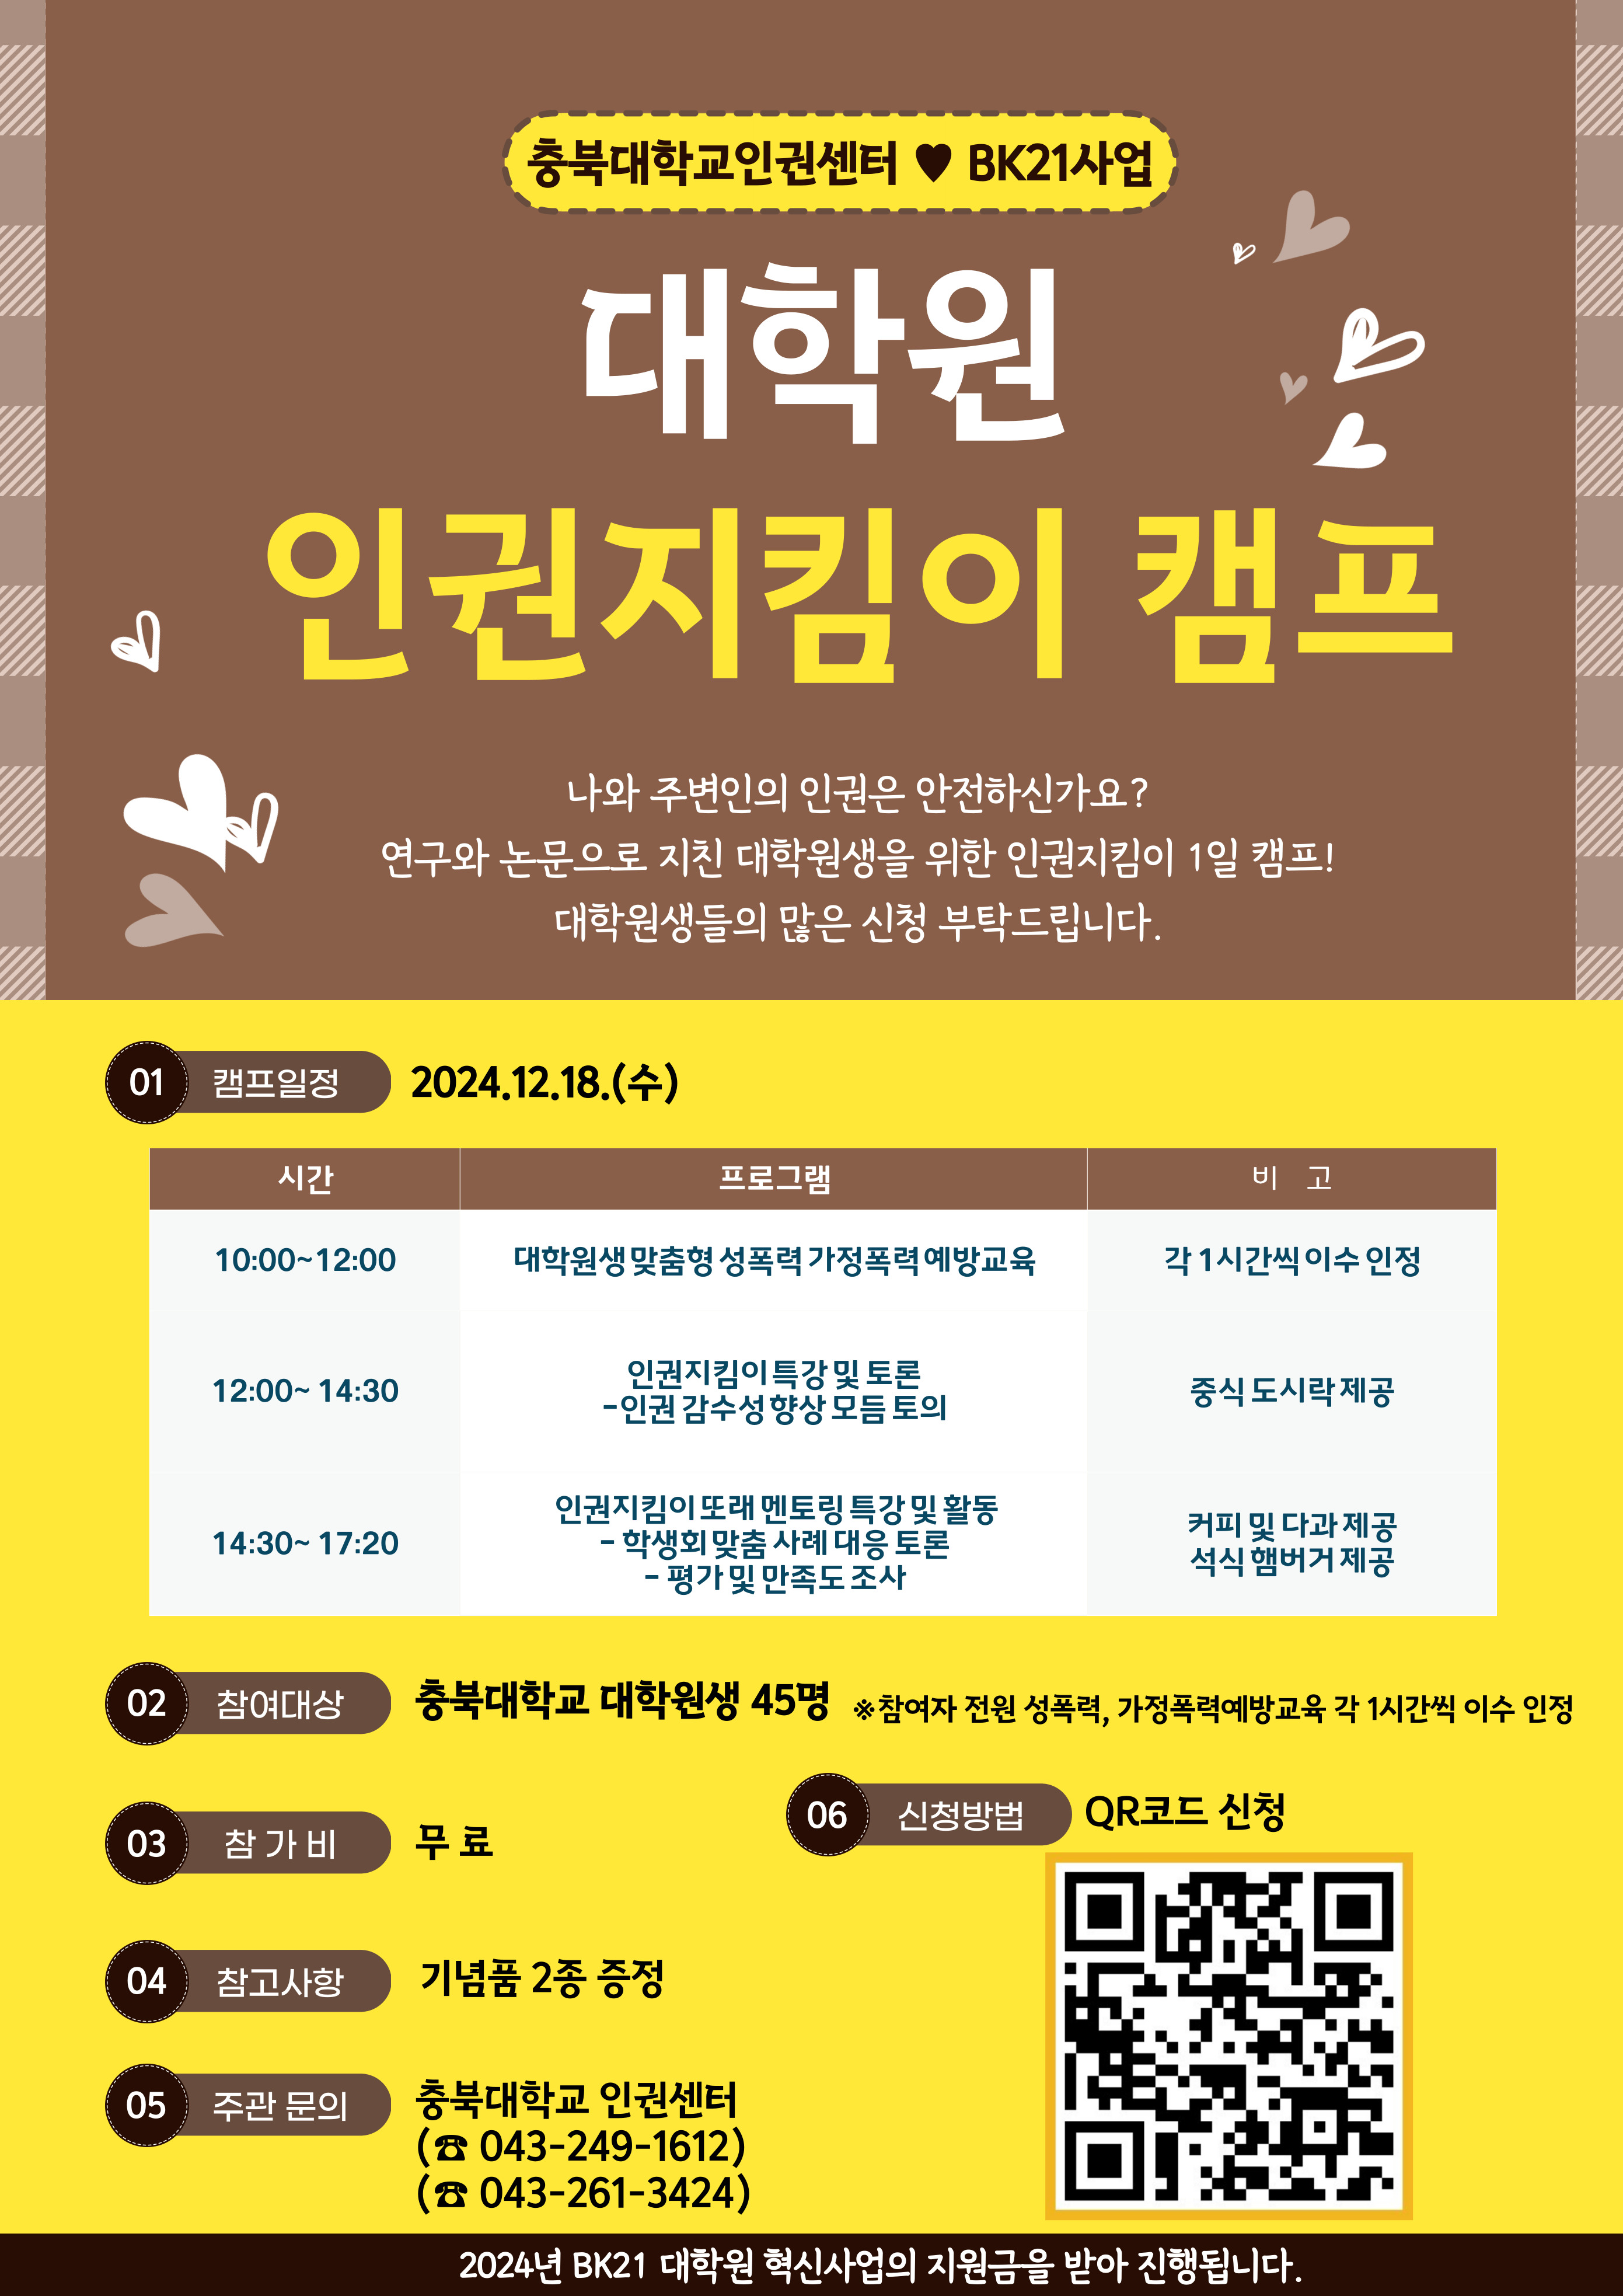 충북대학교인권센터 ♥ BK21사업
대학원
인권지킴이 캠프
나와 주변인의 인권은 안전하신가요?
연구와 논문으로 지친 대학원생을 위한 인권지킴이 1일 캠프!
대학원생들의 많은 신청 부탁드립니다.
01 캠프일정 2024.12.18.(수)
시간 프로그램 비 고
10:00~12:00 대학원생 맞춤형 성폭력 가정폭력 예방교육 각 1시간씩 이수 인정
12:00~ 14:30 인권지킴이 특강 및 토론 중식 도시락 제공
-인권 감수성 향상 모듬 토의
14:30~ 17:20 인권지킴이 또래 멘토링 특강 및 활동 커피 및 다과 제공
- 학생회 맞춤 사례 대응 토론 석식 햄버거 제공
- 평가 및 만족도 조사
02 참여대상 충북대학교 대학원생 45명 ※참여자 전원 성폭력, 가정폭력예방교육 각 1시간씩 이수 인정
03 참 가 비 무 료
04 참고사항 기념품 2종 증정
05 주관 문의 충북대학교 인권센터
(☎ 043-249-1612)
(☎ 043-261-3424)
06 신청방법 QR코드 신청
2024년 BK21 대학원 혁신사업의 지원금을 받아 진행됩니다.